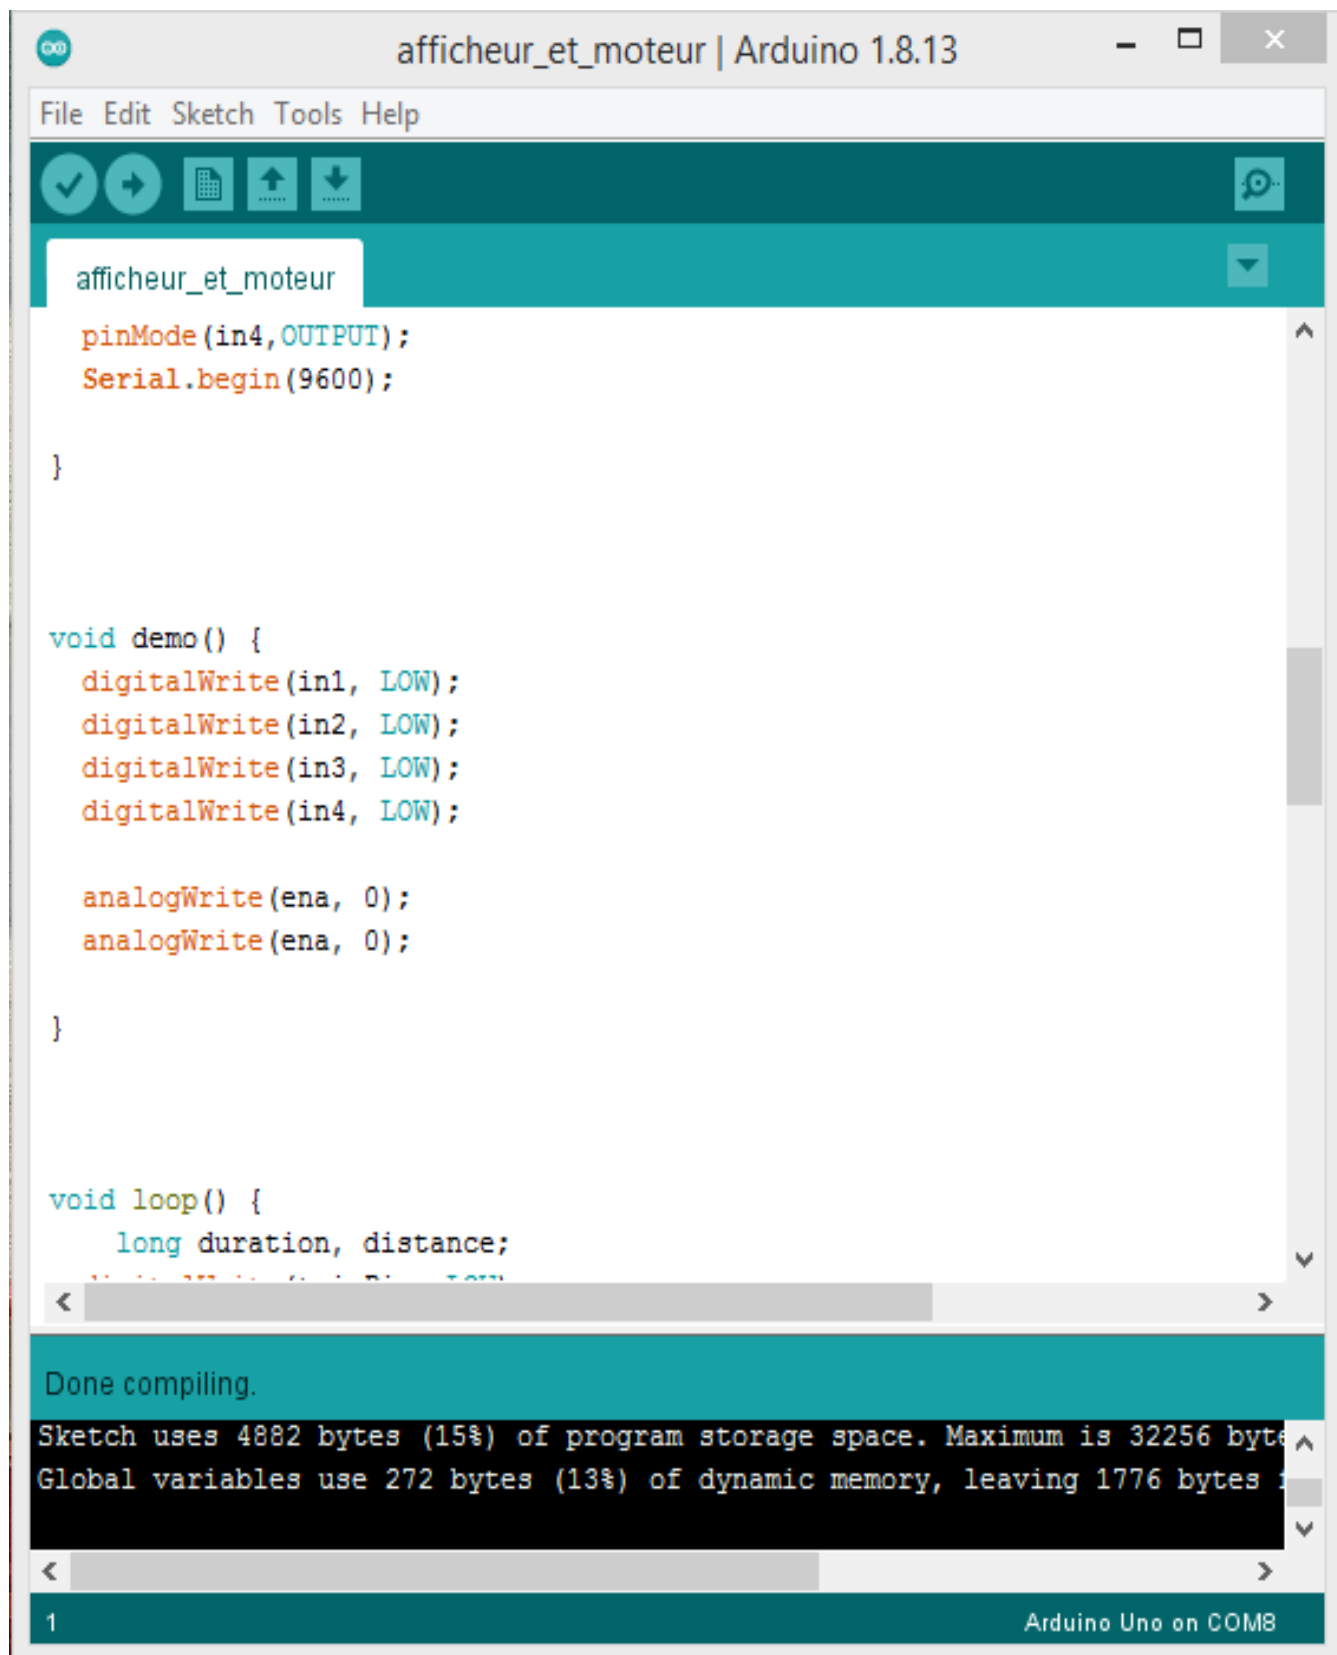 afficheur_et_moteur | Arduino 1.8.13
File Edit Sketch Tools Help
afficheur_et_moteur
pinMode(in4,OUTPUT);
Serial.begin(9600);
}
void demo() {
digitalWrite(in1, LOW);
digitalWrite(in2, LOW);
digitalWrite(in3, LOW);
digitalWrite(in4, LOW);
analogWrite(ena, 0);
analogWrite(ena, 0);
}
void loop() {
long duration, distance;
Done compiling.
Sketch uses 4882 bytes (15%) of program storage space. Maximum is 32256
Global variables use 272 bytes (13%) of dynamic memory, leaving 1776 bytes
1
Arduino Uno on COM8